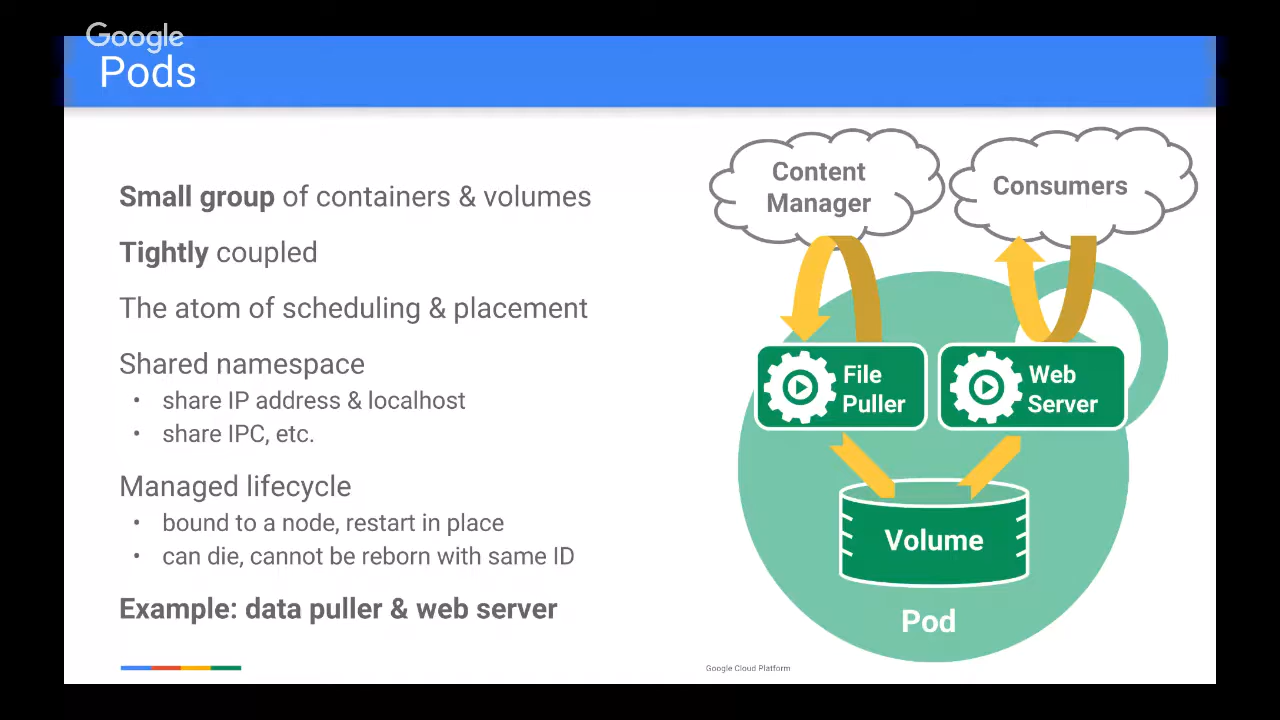 Google
Pods
Small group of containers & volumes
Tightly coupled
The atom of scheduling & placement
Shared namespace
• share IP address & localhost
• share IPC, etc.
Managed lifecycle
• bound to a node, restart in place
• can die, cannot be reborn with same ID
Example: data puller & web server
Content
Manager
Consumers
File
Puller
Web
Server
Volume
Pod
Google Cloud Platform